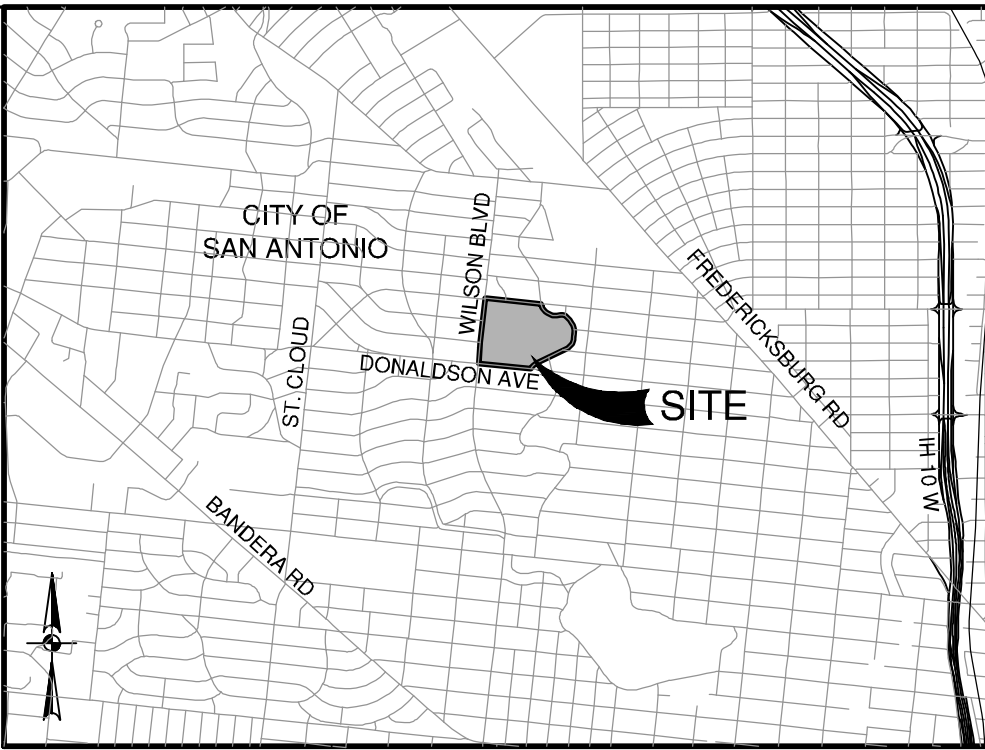 CITY OF
SAN ANTONIO
WILSON BLVD
FREDERICKSBURG RD
ST. CLOUD
DONALDSON AVE
SITE
IH 10 W
BANDERA RD